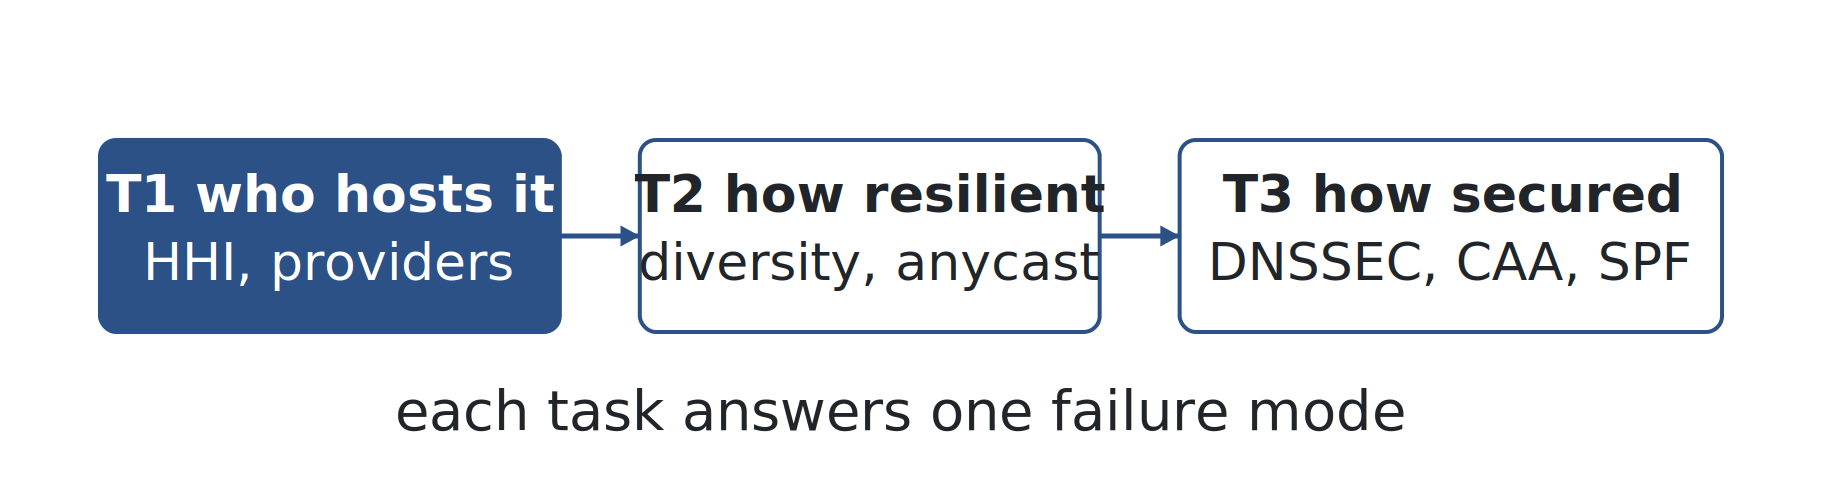 T1 who hosts it
HHI, providers
T2 how resilient
diversity, anycast
T3 how secured
DNSSEC, CAA, SPF
each task answers one failure mode